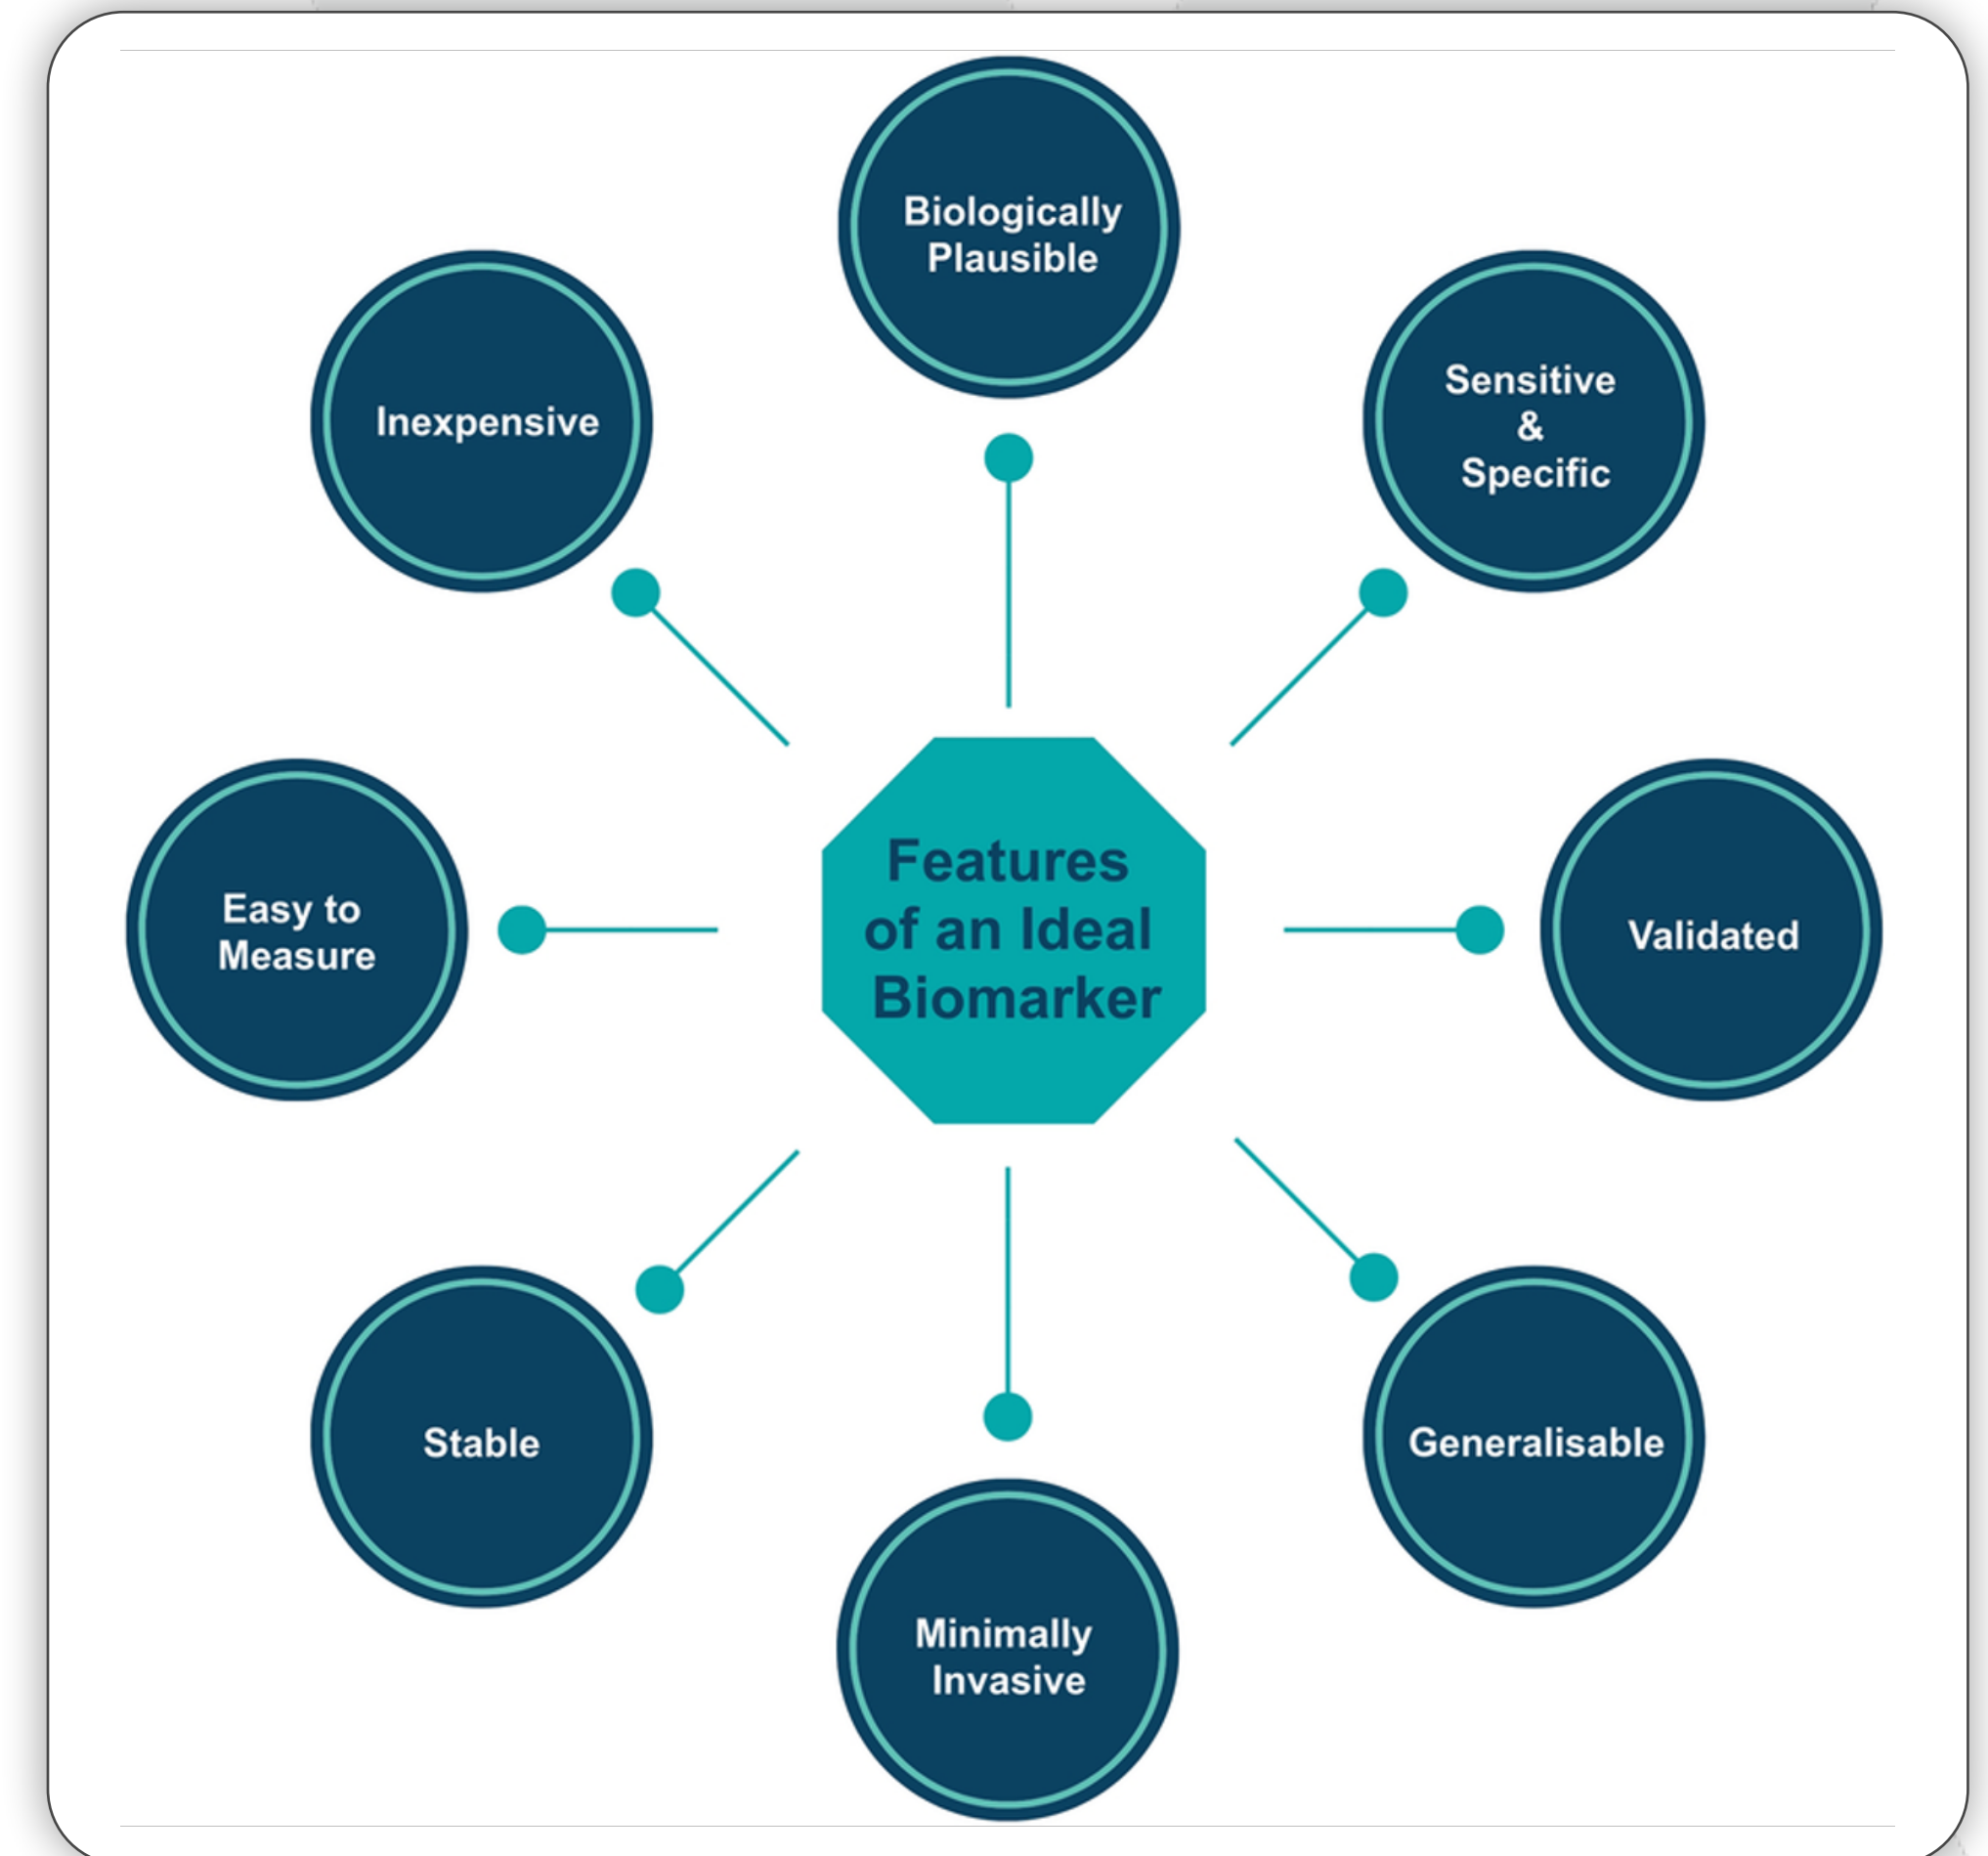 Biologically
Plausible
Sensitive
&
Specific
Validated
Generalisable
Minimally
Invasive
Stable
Easy to
Measure
Inexpensive
Features
of an Ideal
Biomarker